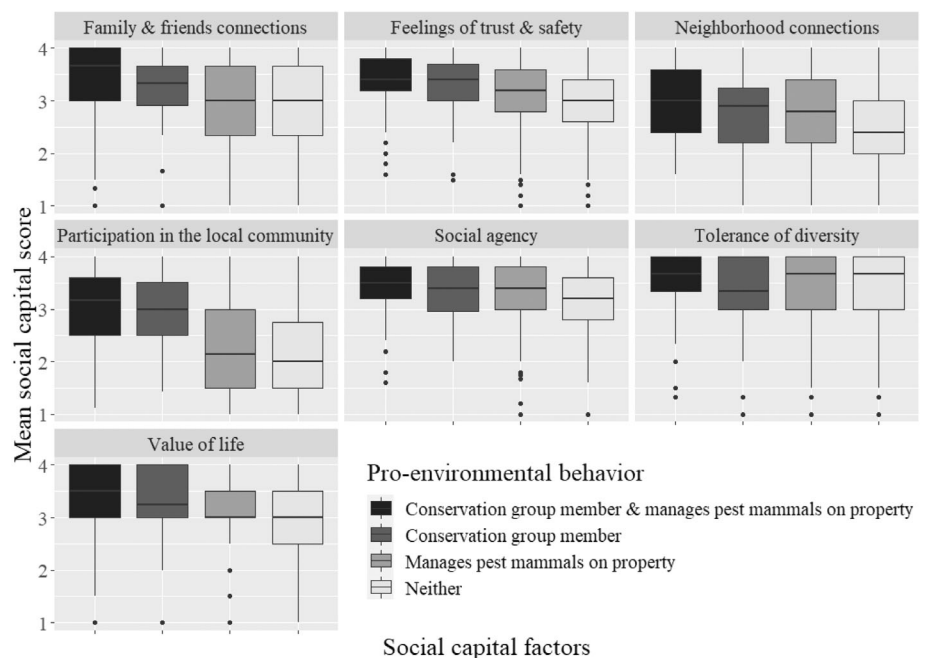 Family & friends connections
Feelings of trust & safety
Neighborhood connections
4
3
2
1
Participation in the local community
Social agency
Tolerance of diversity
4
3
2
1
Value of life
4
3
2
1
Mean social capital score
Pro-environmental behavior
Conservation group member & manages pest mammals on property
Conservation group member
Manages pest mammals on property
Neither
Social capital factors